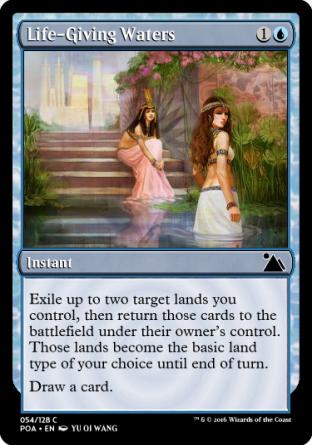 Life-Giving Waters 1
Instant
Exile up to two target lands you
control, then return those cards to the
battlefield under their owner's control.
Those lands become the basic land
type of your choice until end of turn.
Draw a card.
054/128 C
POA • EN YU OI WANG
™ & © 2016 Wizards of the Coast